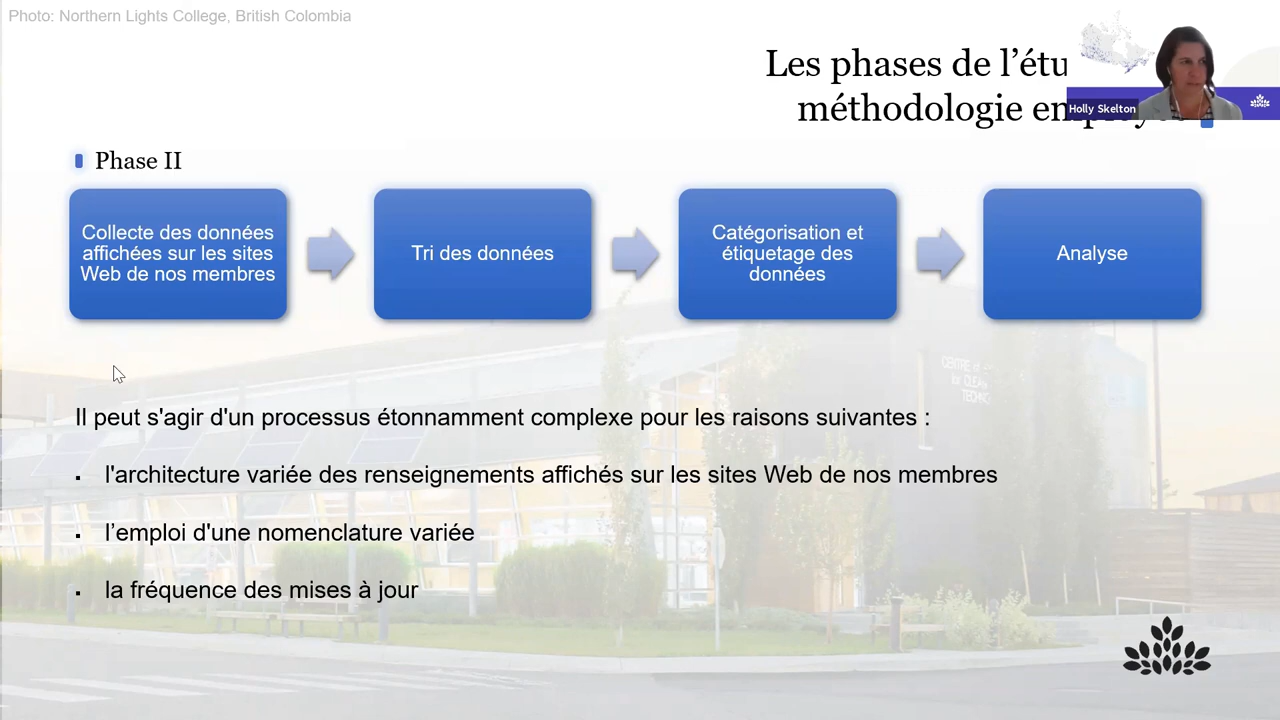 Photo: Northern Lights College, British Colombia
Les phases de l’étu
méthodologie em
Holly Skelton
Phase II
Collecte des données
affichées sur les sites
Web de nos membres
Tri des données
Catégorisation et
étiquetage des
données
Analyse
Il peut s'agir d'un processus étonnamment complexe pour les raisons suivantes :
▪ l'architecture variée des renseignements affichés sur les sites Web de nos membres
▪ l’emploi d'une nomenclature variée
▪ la fréquence des mises à jour